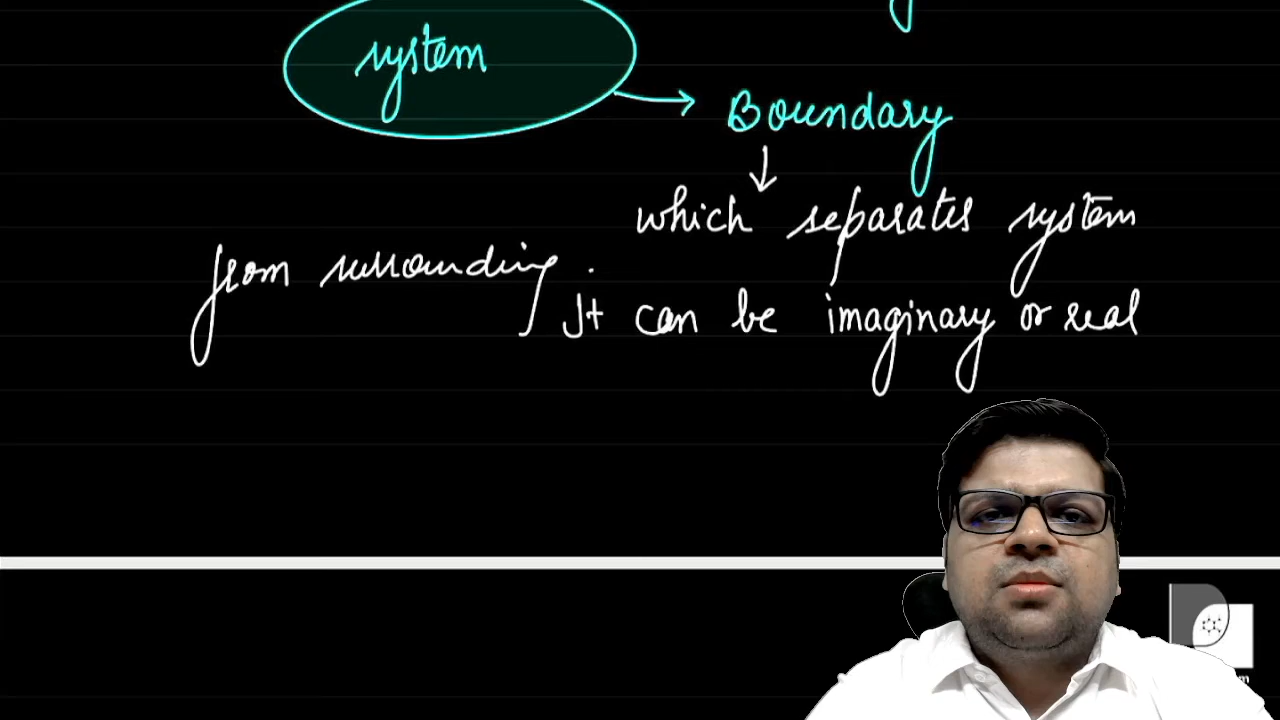 system
Boundary
which separates system
from surrounding.
It can be imaginary or real